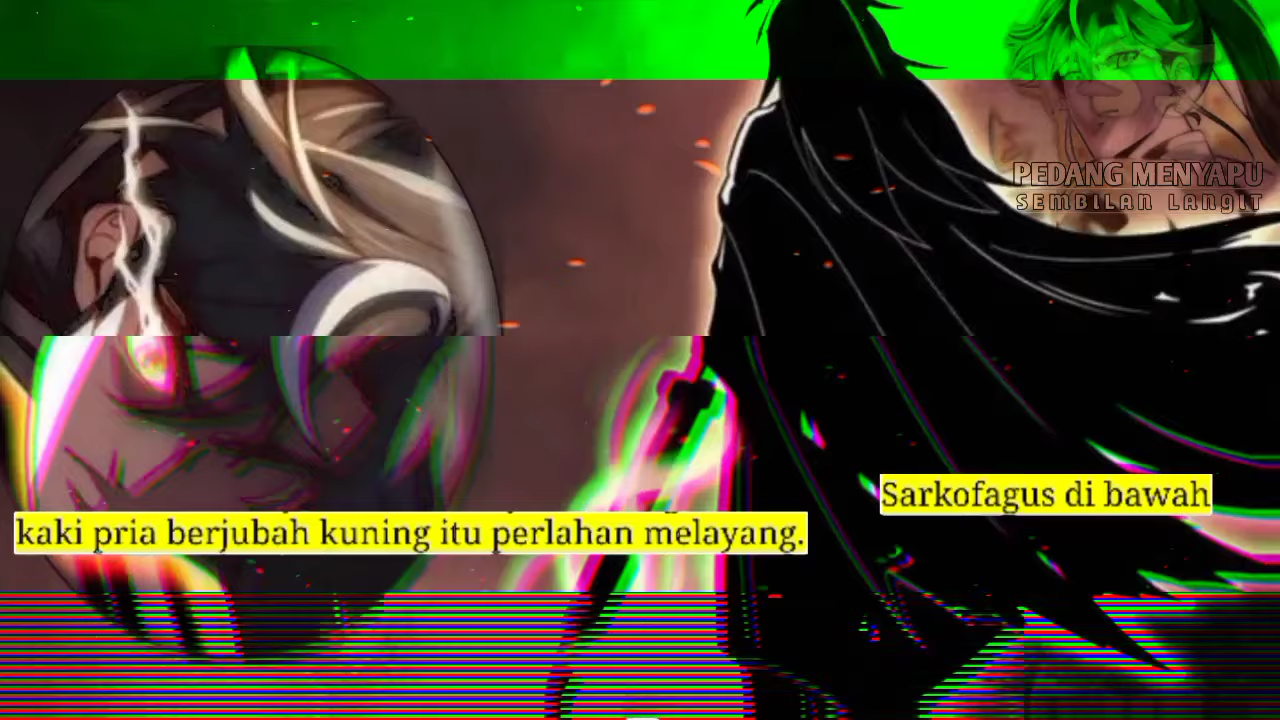 PEDANG MENYAPU
SEMBILAN LANGIT
Sarkofagus di bawah
kaki pria berjubah kuning itu perlahan melayang.